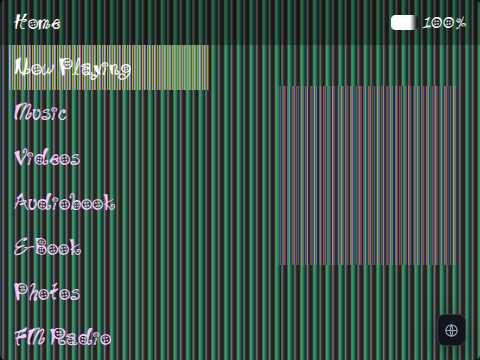 Home
100%
Now Playing
Music
Videos
Audiobook
E-Book
Photos
FM Radio